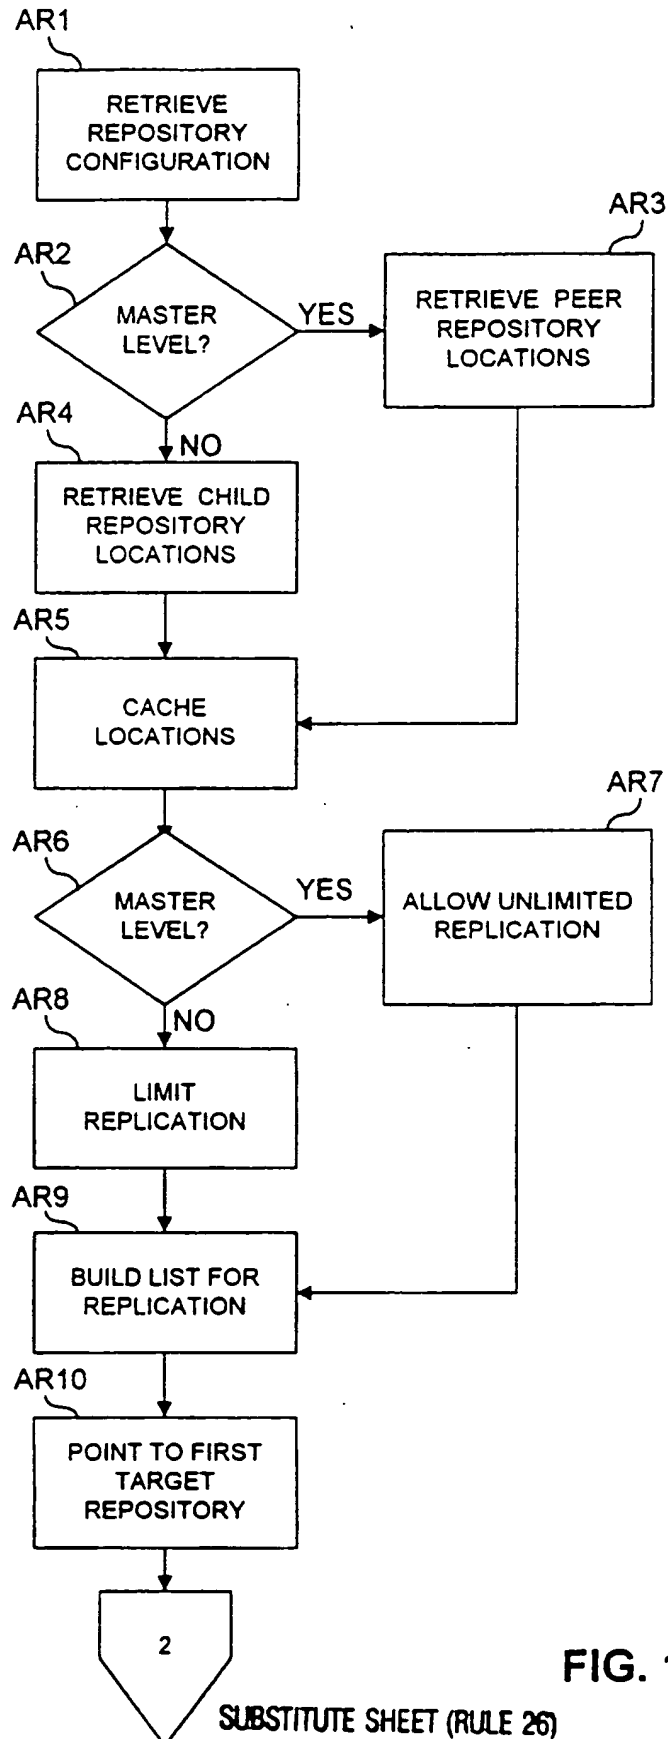 AR1
RETRIEVE
REPOSITORY
CONFIGURATION
AR2
MASTER
LEVEL?
YES
AR3
RETRIEVE PEER
REPOSITORY
LOCATIONS
NO
AR4
RETRIEVE CHILD
REPOSITORY
LOCATIONS
AR5
CACHE
LOCATIONS
AR6
MASTER
LEVEL?
YES
AR7
ALLOW UNLIMITED
REPLICATION
NO
AR8
LIMIT
REPLICATION
AR9
BUILD LIST FOR
REPLICATION
AR10
POINT TO FIRST
TARGET
REPOSITORY
2
FIG.
SUBSTITUTE SHEET (RULE 26)